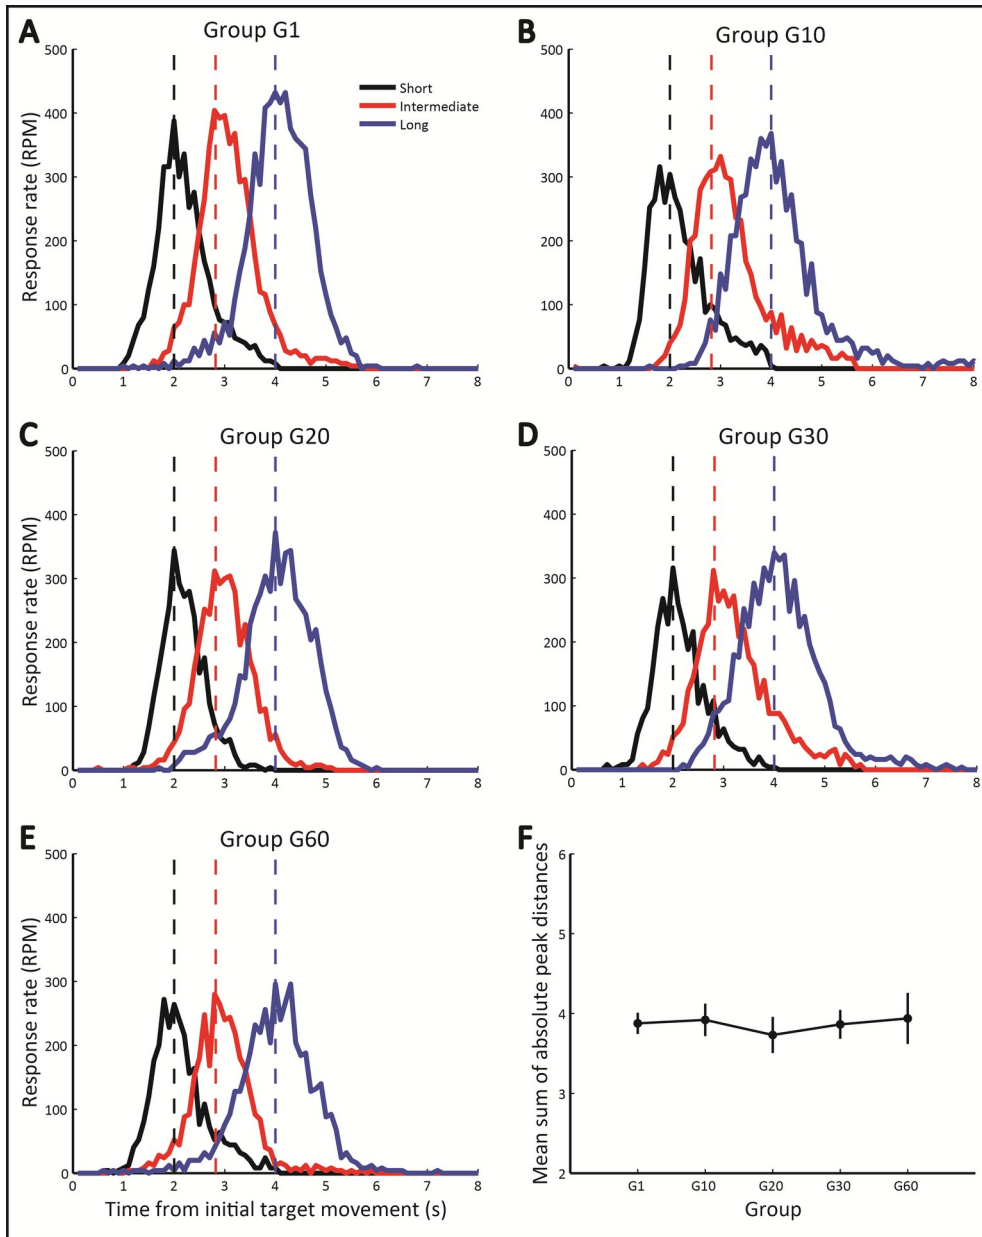 A
Group G1
500
400
300
200
100
0
Response rate (RPM)
Short
Intermediate
Long
0 1 2 3 4 5 6 7 8
B
Group G10
500
400
300
200
100
0
0 1 2 3 4 5 6 7 8
C
Group G20
500
400
300
200
100
0
Response rate (RPM)
0 1 2 3 4 5 6 7 8
D
Group G30
500
400
300
200
100
0
0 1 2 3 4 5 6 7 8
E
Group G60
500
400
300
200
100
0
Response rate (RPM)
0 1 2 3 4 5 6 7 8
Time from initial target movement (s)
F
6
5
4
3
2
Mean sum of absolute peak distances
G1 G10 G20 G30 G60
Group